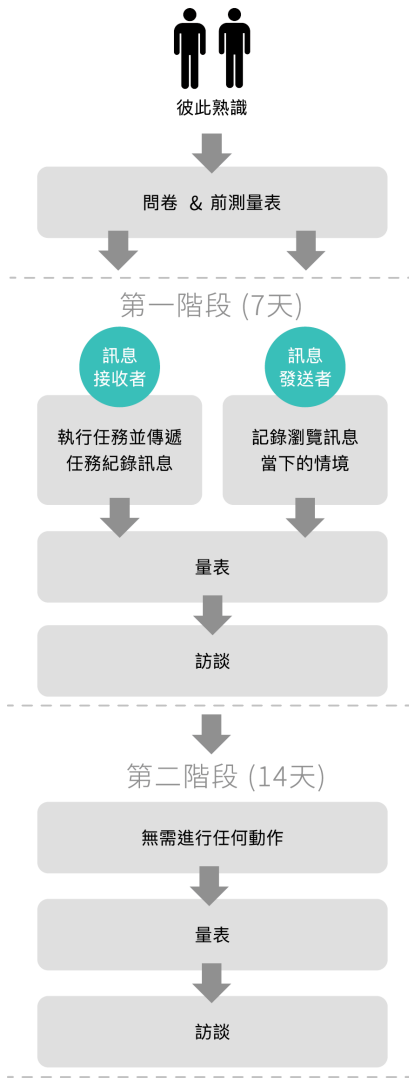 彼此熟識
問卷 & 前測量表
第一階段 (7天)
訊息
接收者
訊息
發送者
執行任務並傳遞
任務紀錄訊息
記錄瀏覽訊息
當下的情境
量表
訪談
第二階段 (14天)
無需進行任何動作
量表
訪談